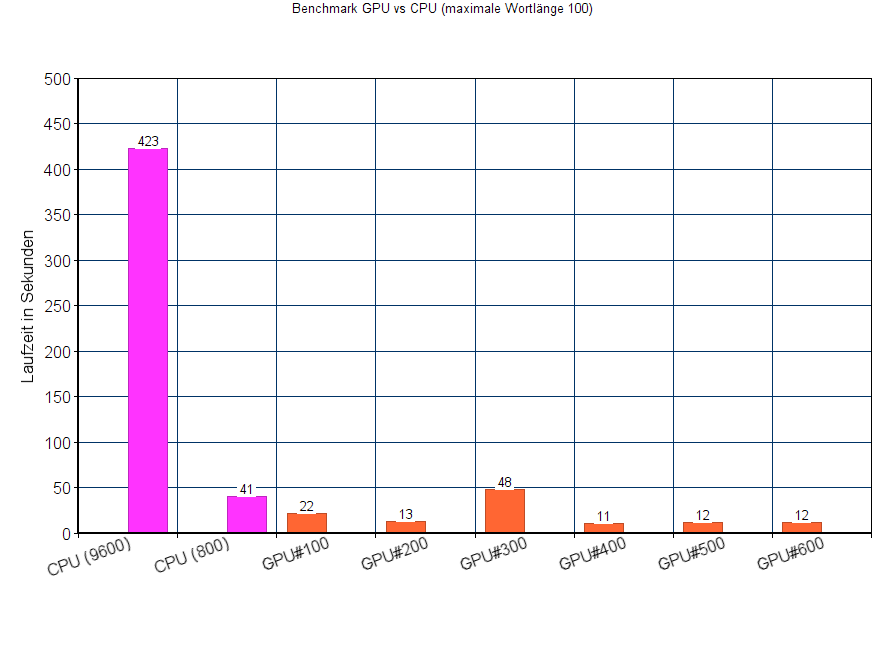 Benchmark GPU vs CPU (maximale Wortlänge 100)
Laufzeit in Sekunden
500
450
400
350
300
250
200
150
100
50
0
423
41
22
13
48
11
12
12
CPU (9600)
CPU (800)
GPU#100
GPU#200
GPU#300
GPU#400
GPU#500
GPU#600